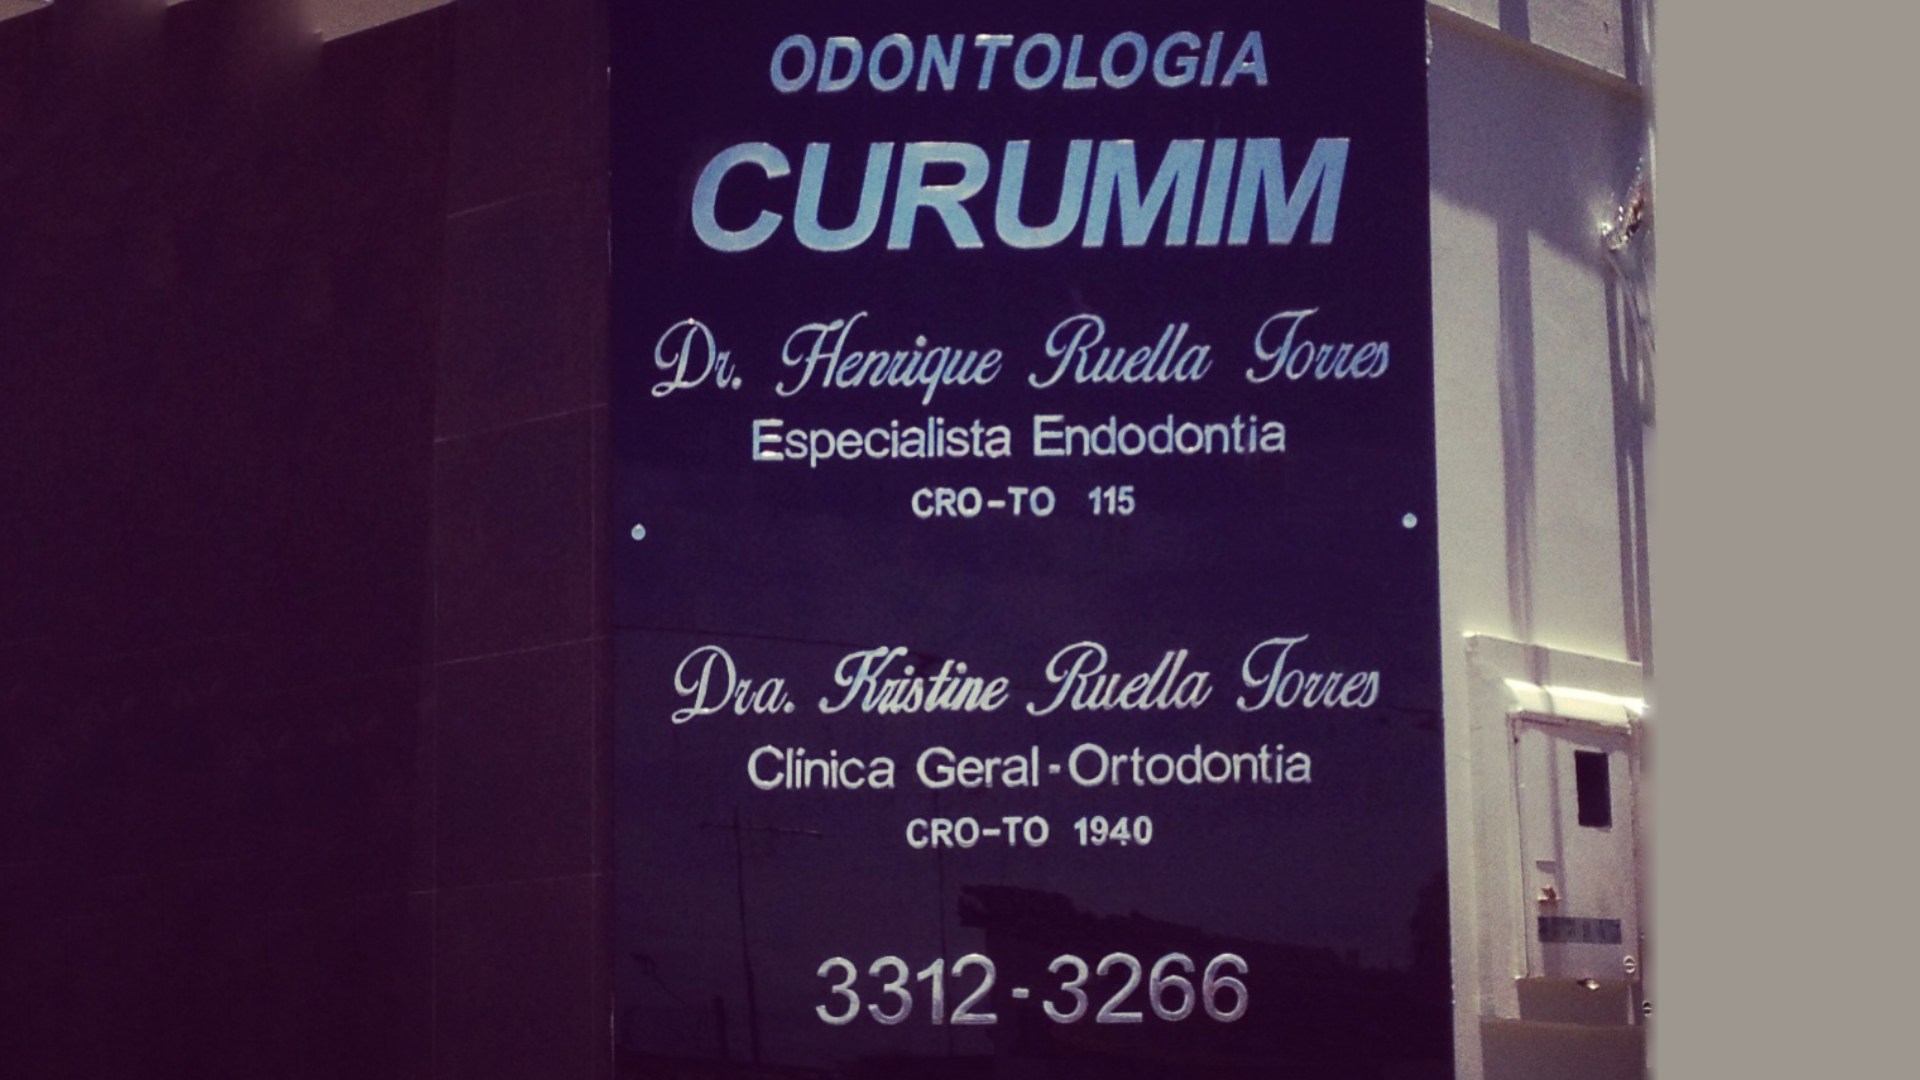 ODONTOLOGIA
CURUMIM
Dr. Henrique Ruella Torres
Especialista Endodontia
CRO-TO 115
Dra. Kristine Ruella Torres
Clínica Geral-Ortodontia
CRO-TO 1940
3312-3266